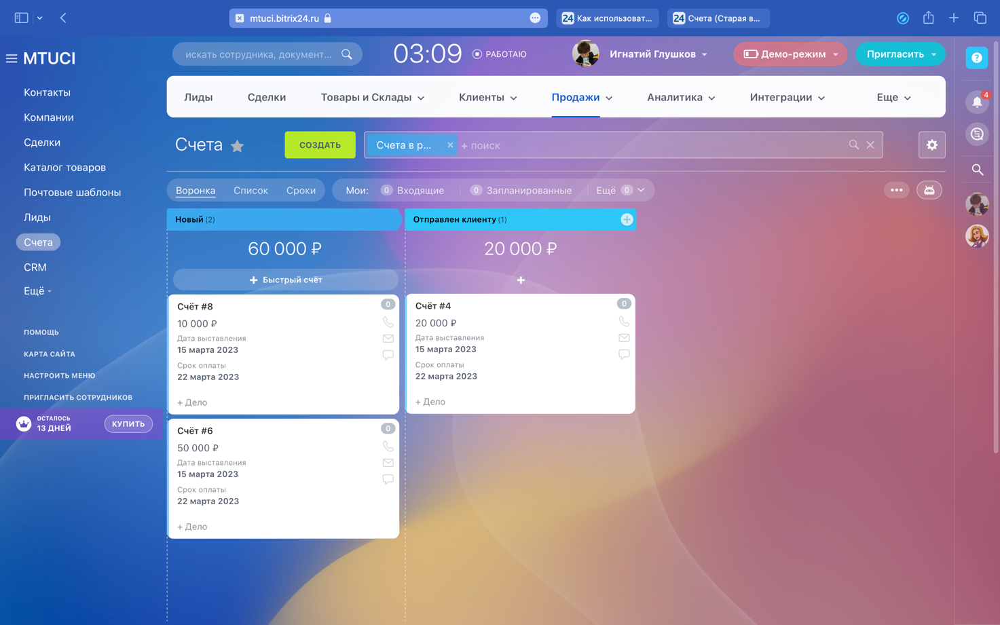 mtuci.bitrix24.ru
24 Как использоват...
24 Счета (Старая в...
MTUCI
искать сотрудника, документ...
03:09
РАБОТАЮ
Игнатий Глушков
Демо-режим
Пригласить
?
4
Контакты
Компании
Сделки
Каталог товаров
Почтовые шаблоны
Лиды
Счета
CRM
Ещё
ПОМОЩЬ
КАРТА САЙТА
НАСТРОИТЬ МЕНЮ
ПРИГЛАСИТЬ СОТРУДНИКОВ
ОСТАЛОСЬ
13 ДНЕЙ
КУПИТЬ
Лиды
Сделки
Товары и Склады
Клиенты
Продажи
Аналитика
Интеграции
Еще
Счета
СОЗДАТЬ
Счета в р... ×
+ поиск
Воронка
Список
Сроки
Мои:
0 Входящие
0 Запланированные
Ещё 0
Новый (2)
60 000 ₽
+ Быстрый счёт
Счёт #8
0
10 000 ₽
Дата выставления
15 марта 2023
Срок оплаты
22 марта 2023
+ Дело
Счёт #6
0
50 000 ₽
Дата выставления
15 марта 2023
Срок оплаты
22 марта 2023
+ Дело
Отправлен клиенту (1)
20 000 ₽
+
Счёт #4
0
20 000 ₽
Дата выставления
15 марта 2023
Срок оплаты
22 марта 2023
+ Дело